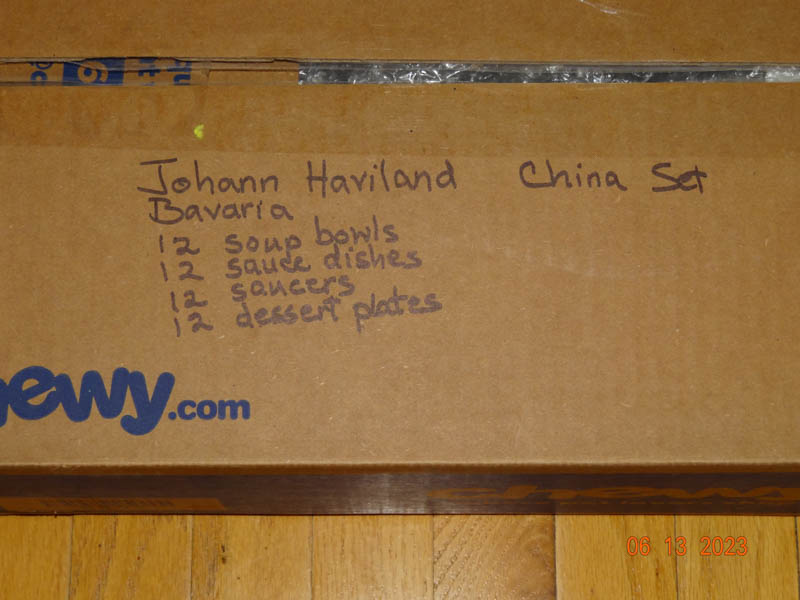 Johann Haviland China Set
Bavaria
12 soup bowls
12 sauce dishes
12 saucers
12 dessert plates
ewy.com
chewy
06 13 2023